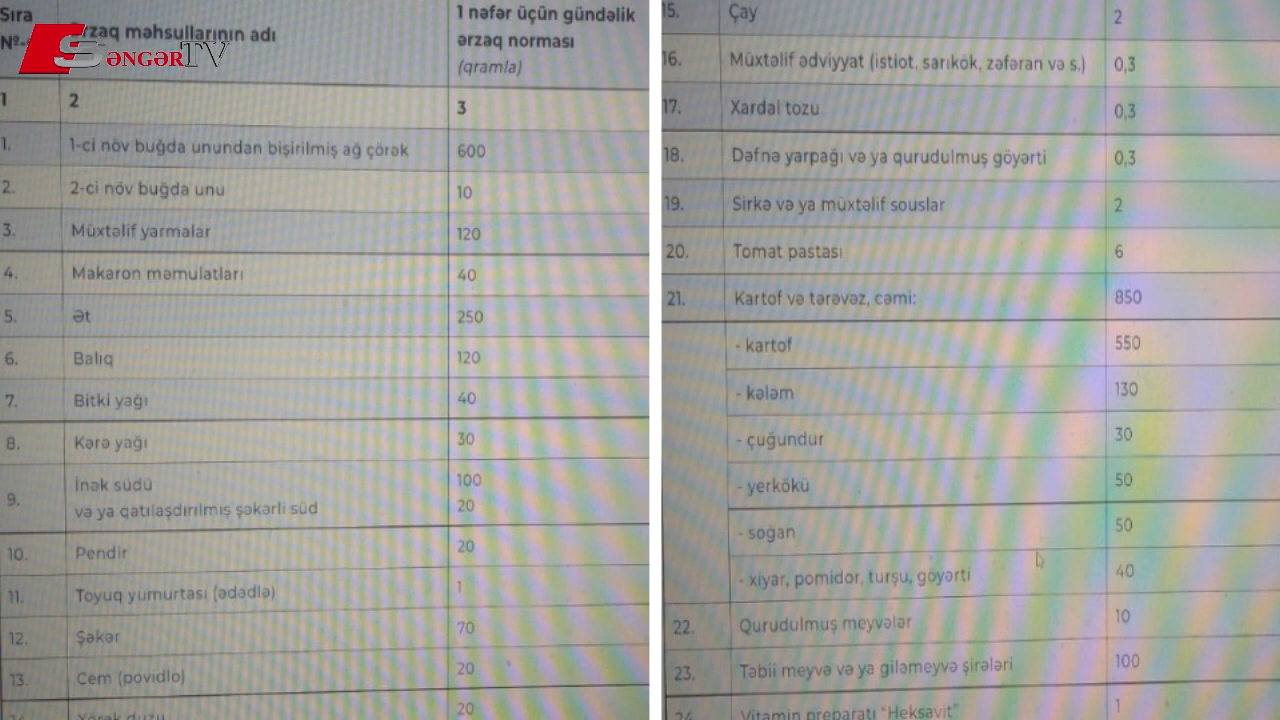 Sıra
№-si
Ərzaq məhsullarının adı
1 nəfər üçün gündəlik
ərzaq norması
(qramla)
SƏNGƏRTV
1 2 3
1. 1-ci növ buğda unundan bişirilmiş ağ çörək 600
2. 2-ci növ buğda unu 10
3. Müxtəlif yarmalar 120
4. Makaron məmulatları 40
5. Ət 250
6. Balıq 120
7. Bitki yağı 40
8. Kərə yağı 30
9. İnək südü 100
və ya qatılaşdırılmış şəkərli süd 20
10. Pendir 20
11. Toyuq yumurtası (ədədlə) 1
12. Şəkər 70
13. Cem (povidlo) 20
14. Xörək duzu 20
15. Çay 2
16. Müxtəlif ədviyyat (istiot, sarıkök, zəfəran və s.) 0,3
17. Xardal tozu 0,3
18. Dəfnə yarpağı və ya qurudulmuş göyərti 0,3
19. Sirkə və ya müxtəlif souslar 2
20. Tomat pastası 6
21. Kartof və tərəvəz, cəmi: 850
- kartof 550
- kələm 130
- çuğundur 30
- yerkökü 50
- soğan 50
- xiyar, pomidor, turşu, göyərti 40
22. Qurudulmuş meyvələr 10
23. Təbii meyvə və ya giləmeyvə şirələri 100
24. Vitamin preparatı "Heksavit" 1